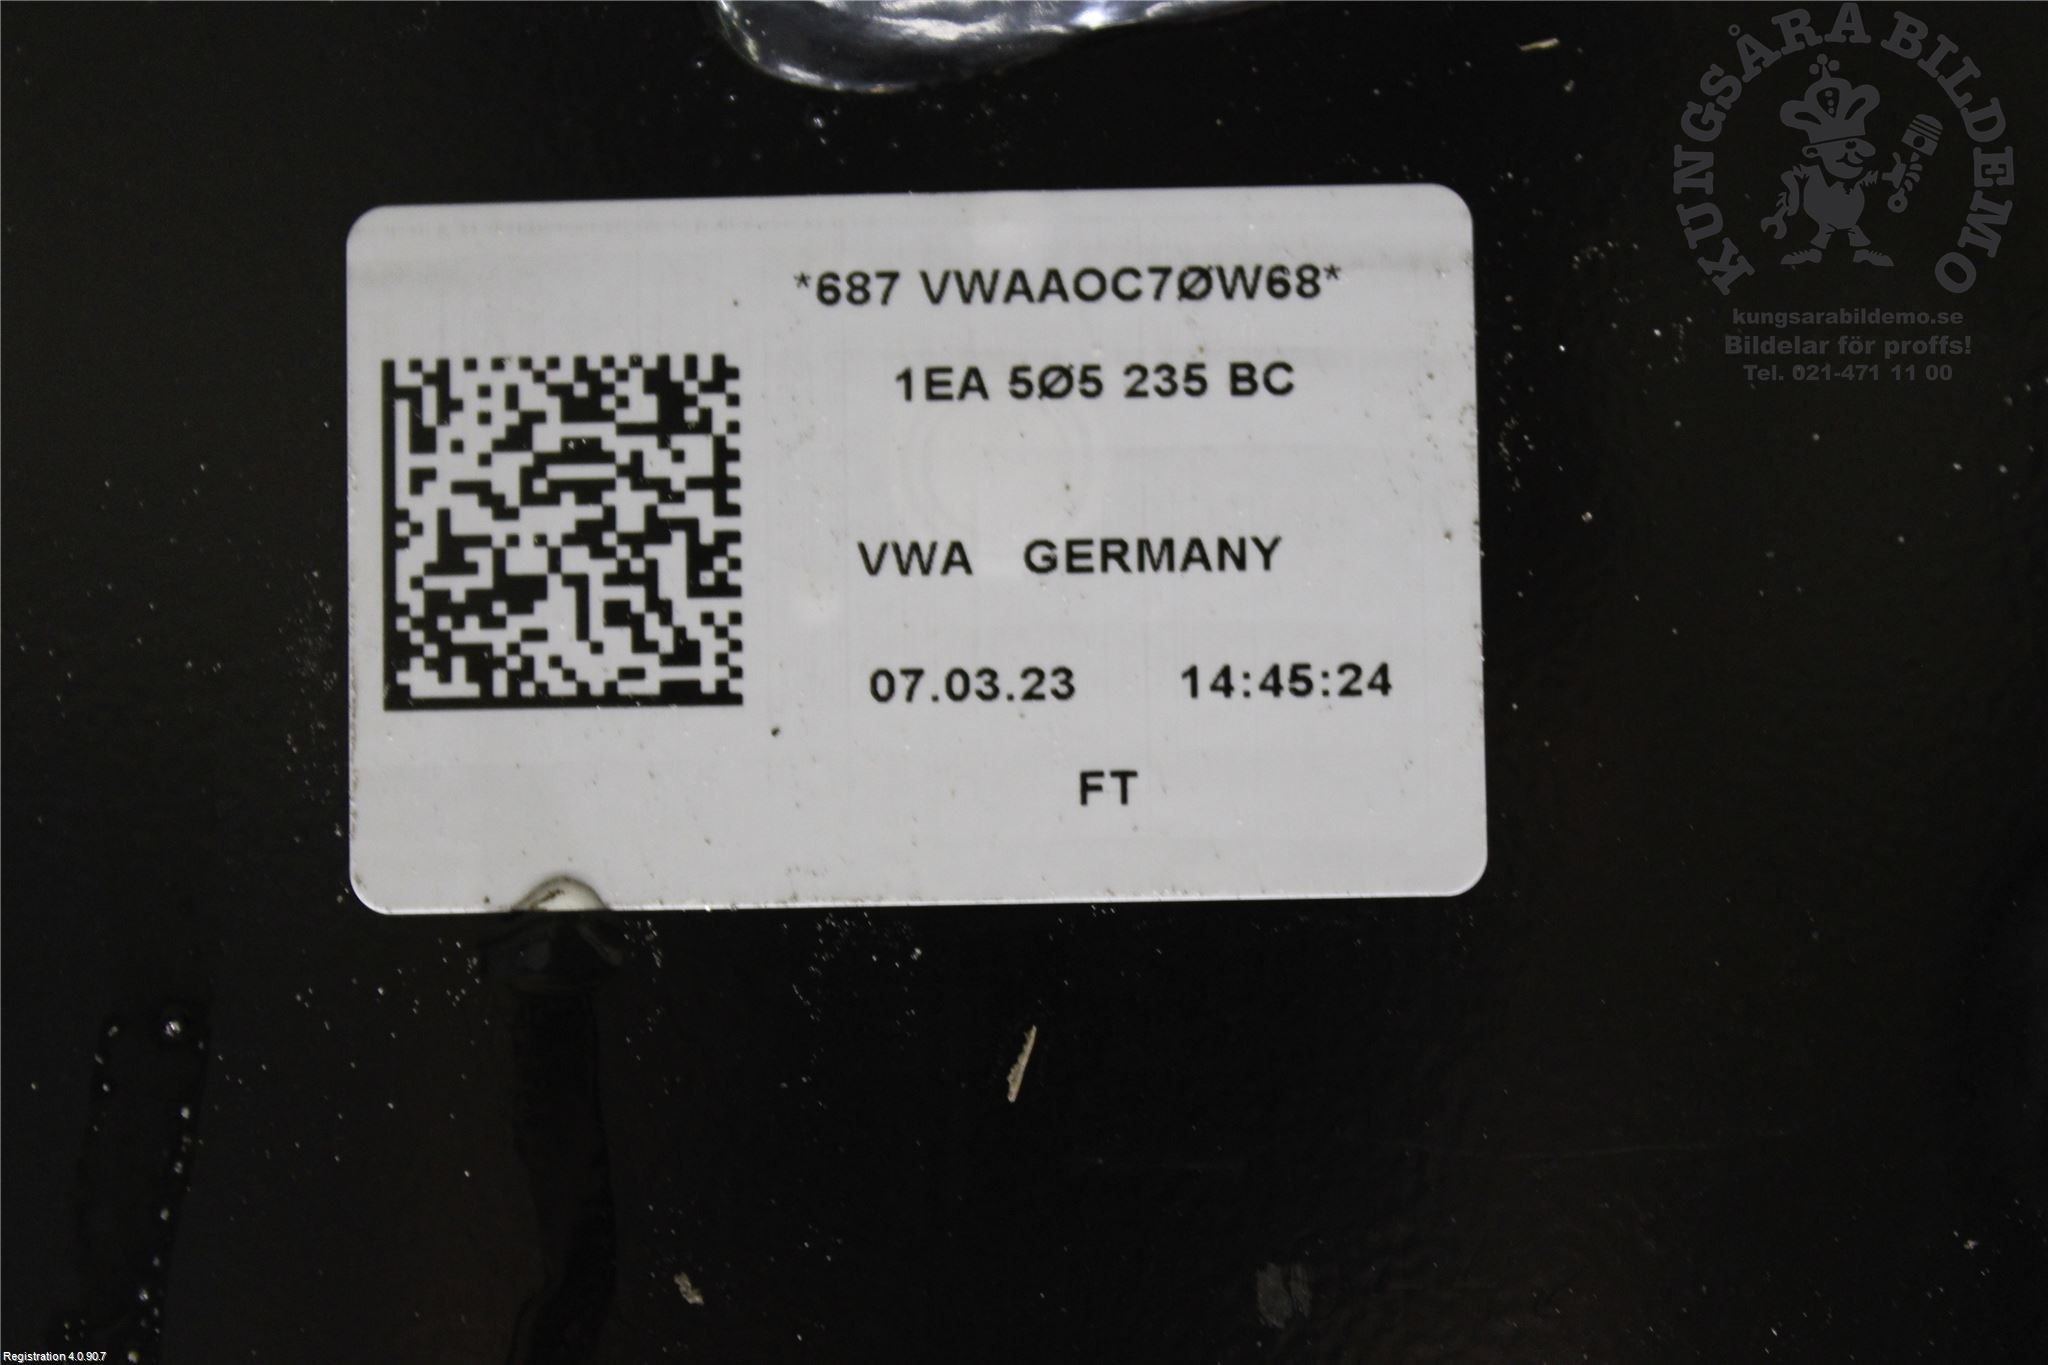 *687 VWAAOC7ØW68*
1EA 5Ø5 235 BC
VWA GERMANY
07.03.23 14:45:24
FT
KUNGSÅRA BILDEMO
kungsarabildemo.se
Bildelar för proffs!
Tel. 021-471 11 00
Registration 4.0.90.7